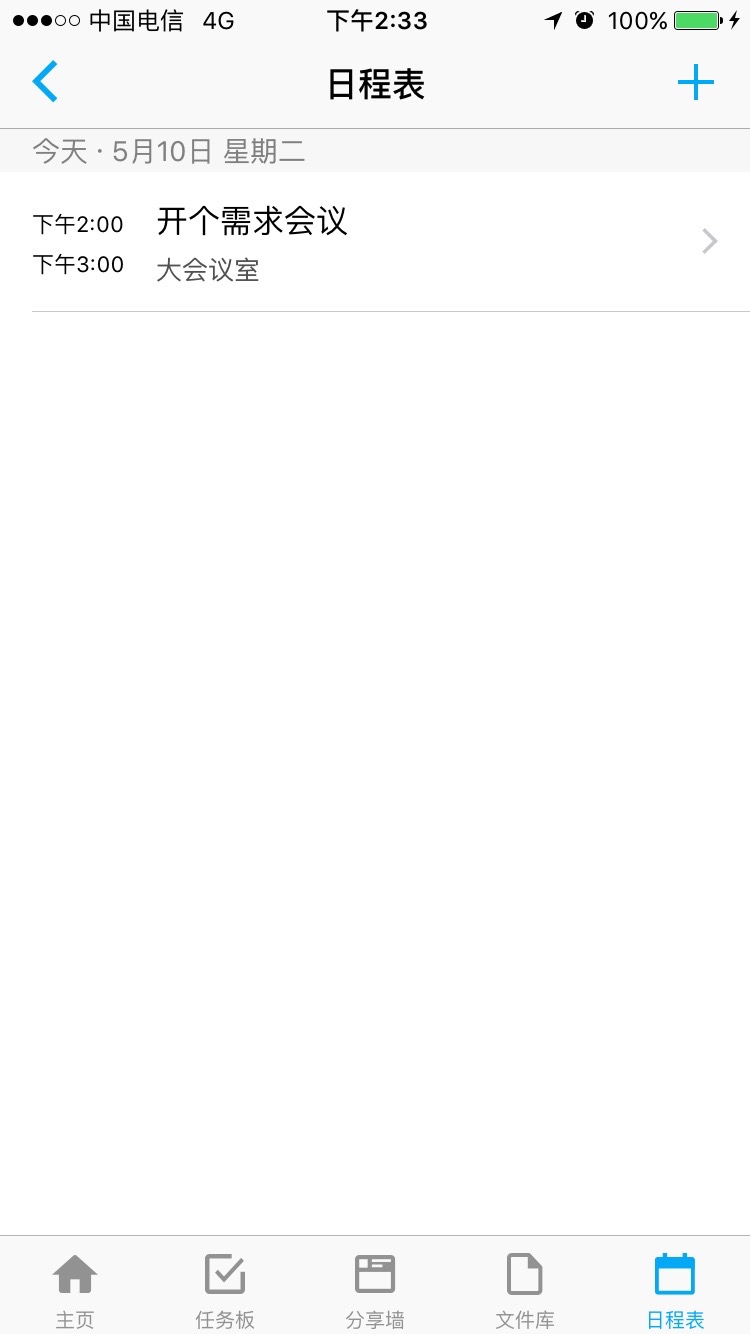 中国电信 4G 下午2:33 100%
日程表
今天 · 5月10日 星期二
下午2:00 开个需求会议
下午3:00 大会议室
主页 任务板 分享墙 文件库 日程表